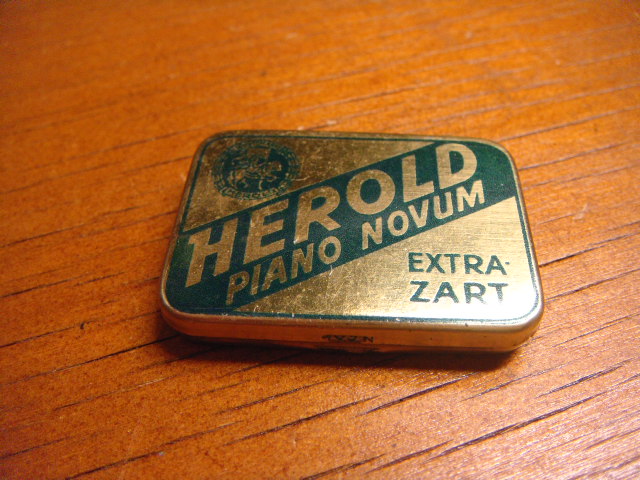 HEROLD
PIANO NOVUM
EXTRA-
ZART